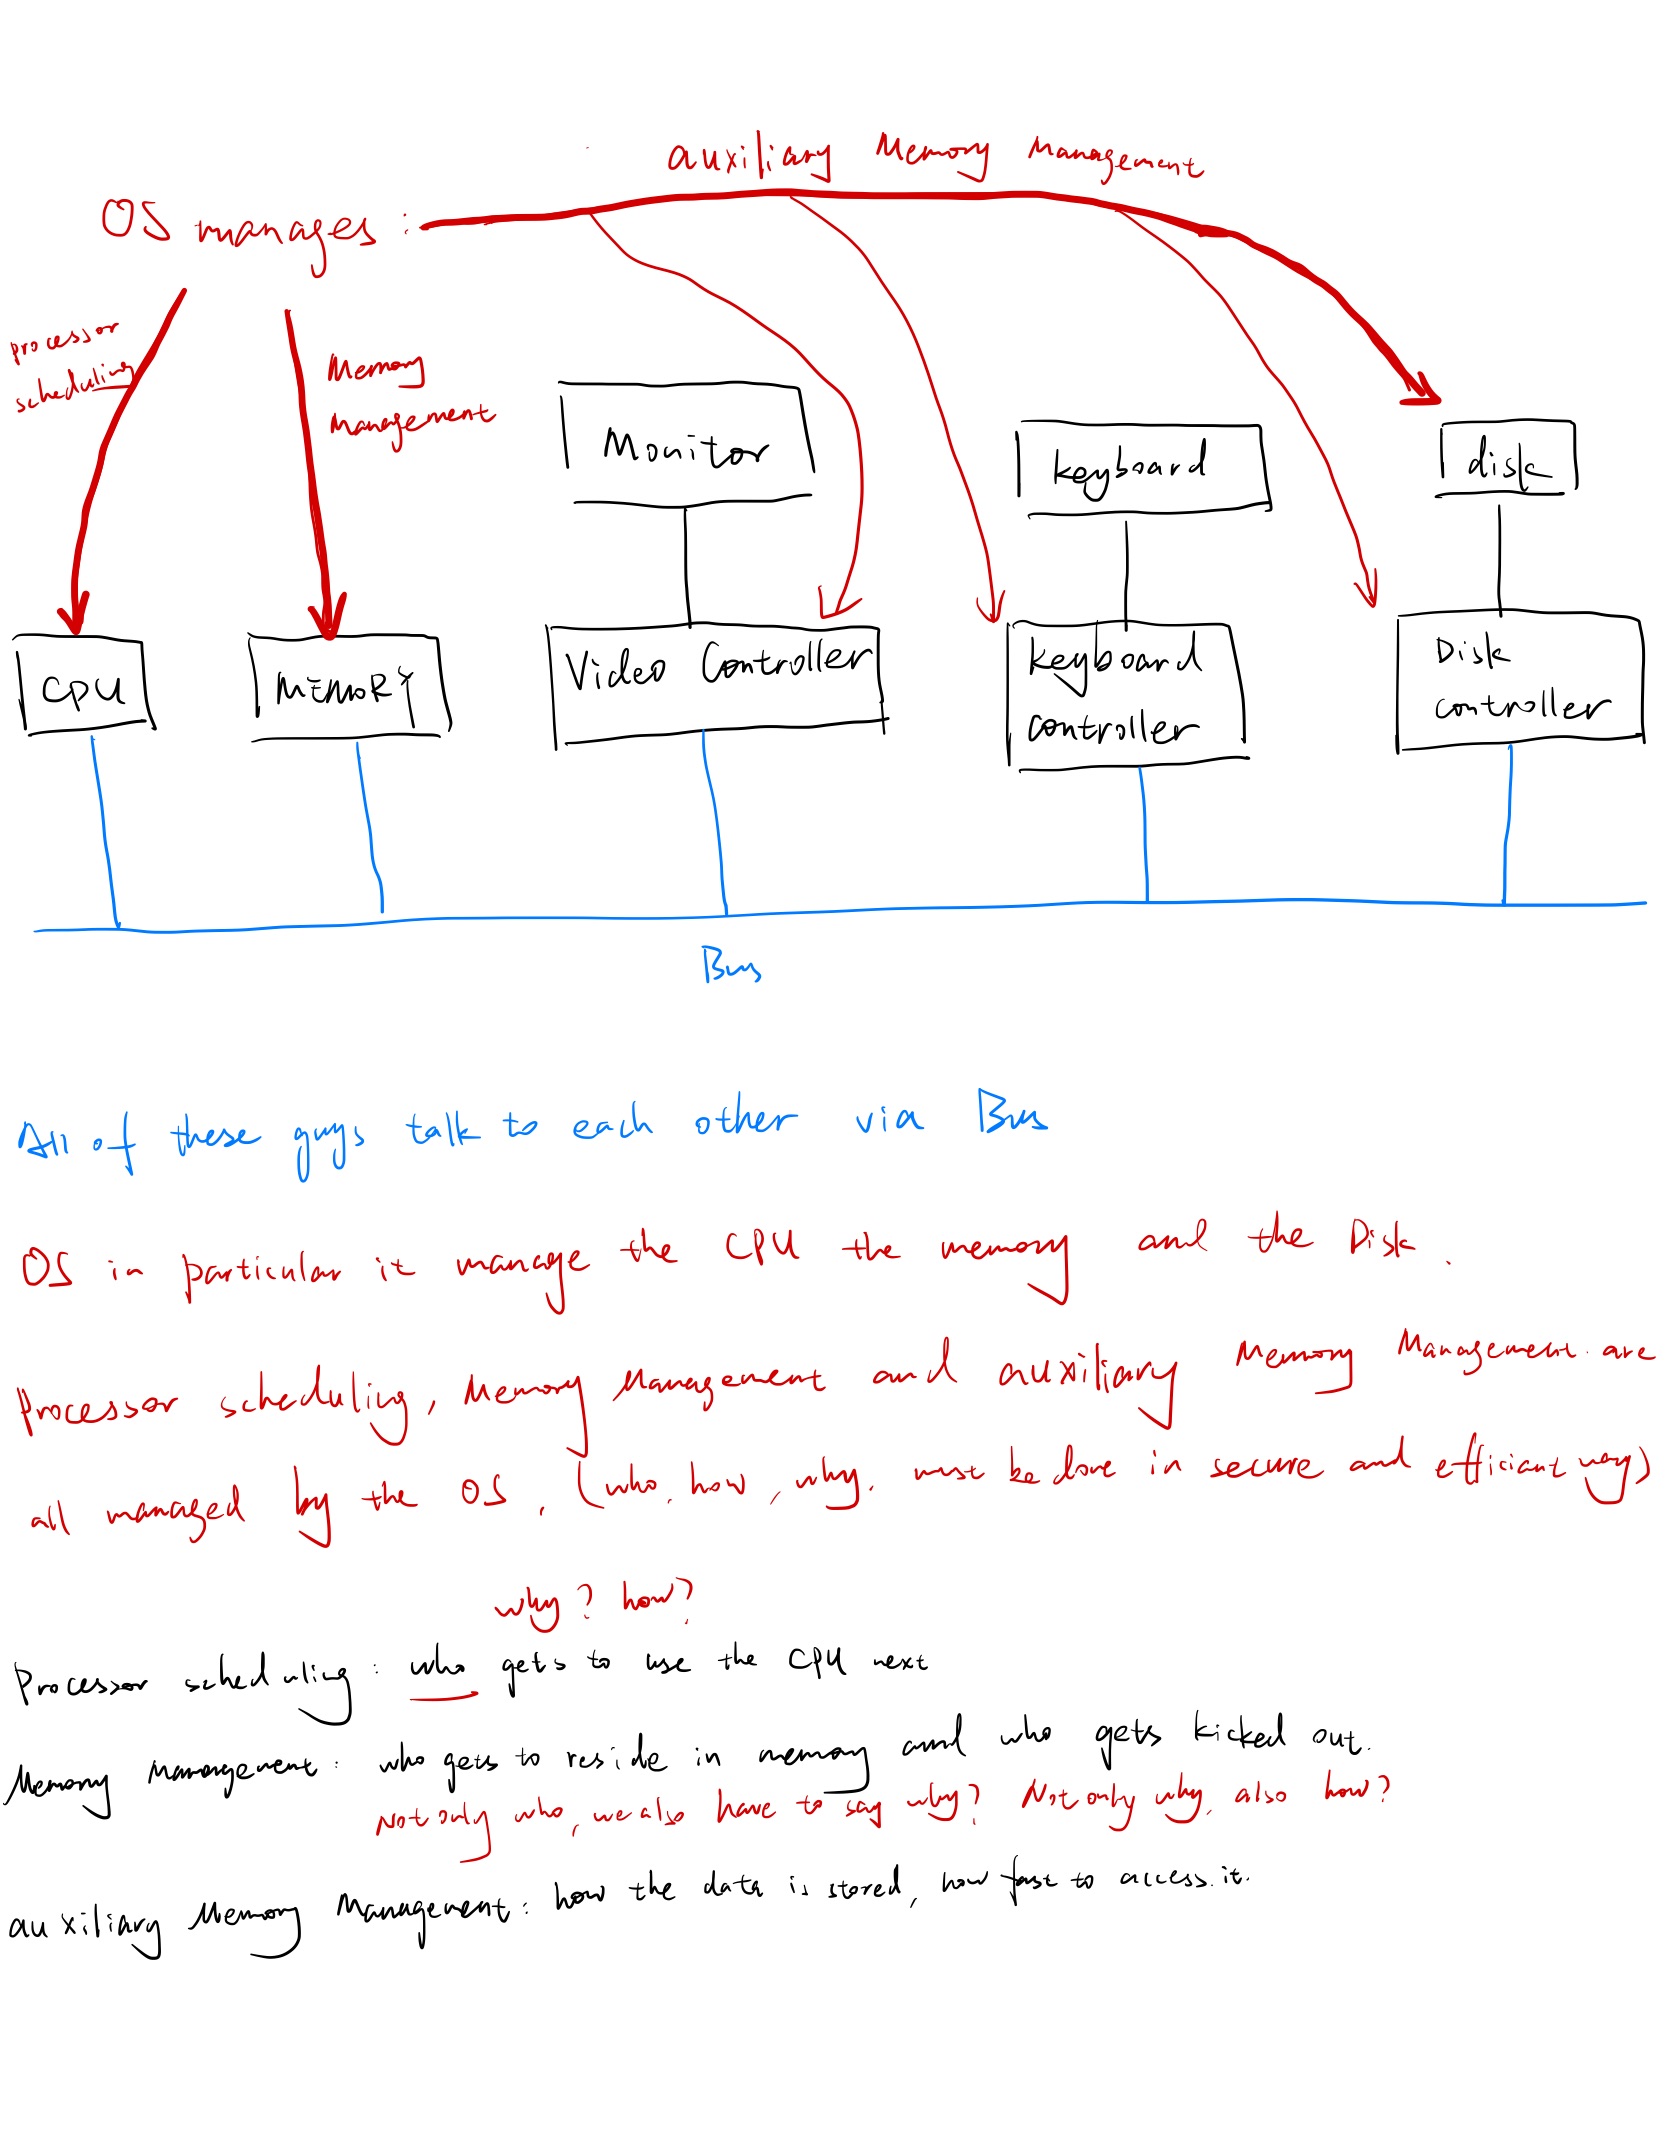 auxiliary Memory Management
OS manages :
processor
scheduling
Memory
Management
Monitor
keyboard
disk
CPU
MEMORY
Video Controller
keyboard
controller
Disk
controller
Bus
All of these guys talk to each other via Bus
OS in particular it manage the CPU the memory and the Disk.
Processor scheduling, Memory Management and auxiliary Memory Management are
all managed by the OS. (who, how, why. must be done in secure and efficient way)
why? how?
Processor scheduling: who gets to use the CPU next
Memory Management: who gets to reside in memory and who gets kicked out.
Not only who, we also have to say why? Not only why, also how?
auxiliary Memory Management: how the data is stored, how fast to access it.